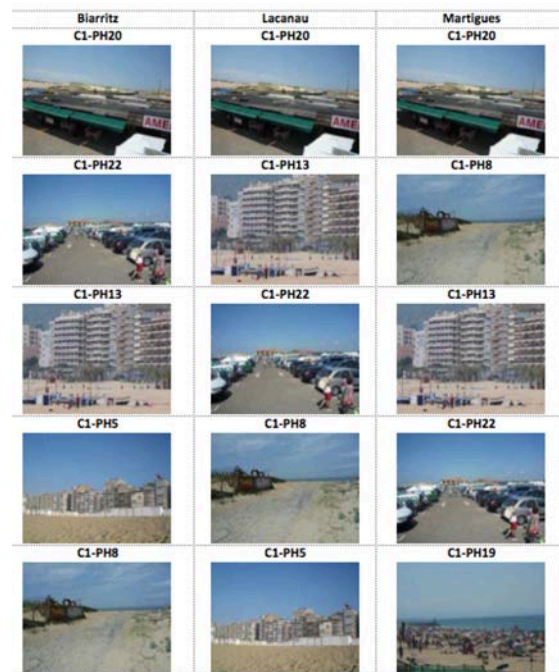 Biarritz Lacanau Martigues
C1-PH20 C1-PH20 C1-PH20
AME AME AME
C1-PH22 C1-PH13 C1-PH8
C1-PH13 C1-PH22 C1-PH13
C1-PH5 C1-PH8 C1-PH22
C1-PH8 C1-PH5 C1-PH19